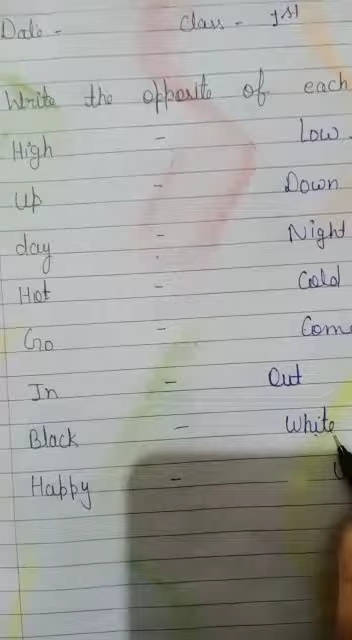 Date - Class - 1st
Write the opposite of each
High - Low
Up - Down
day - Night
Hot - Cold
Go - Come
In - Out
Black - White
Happy -